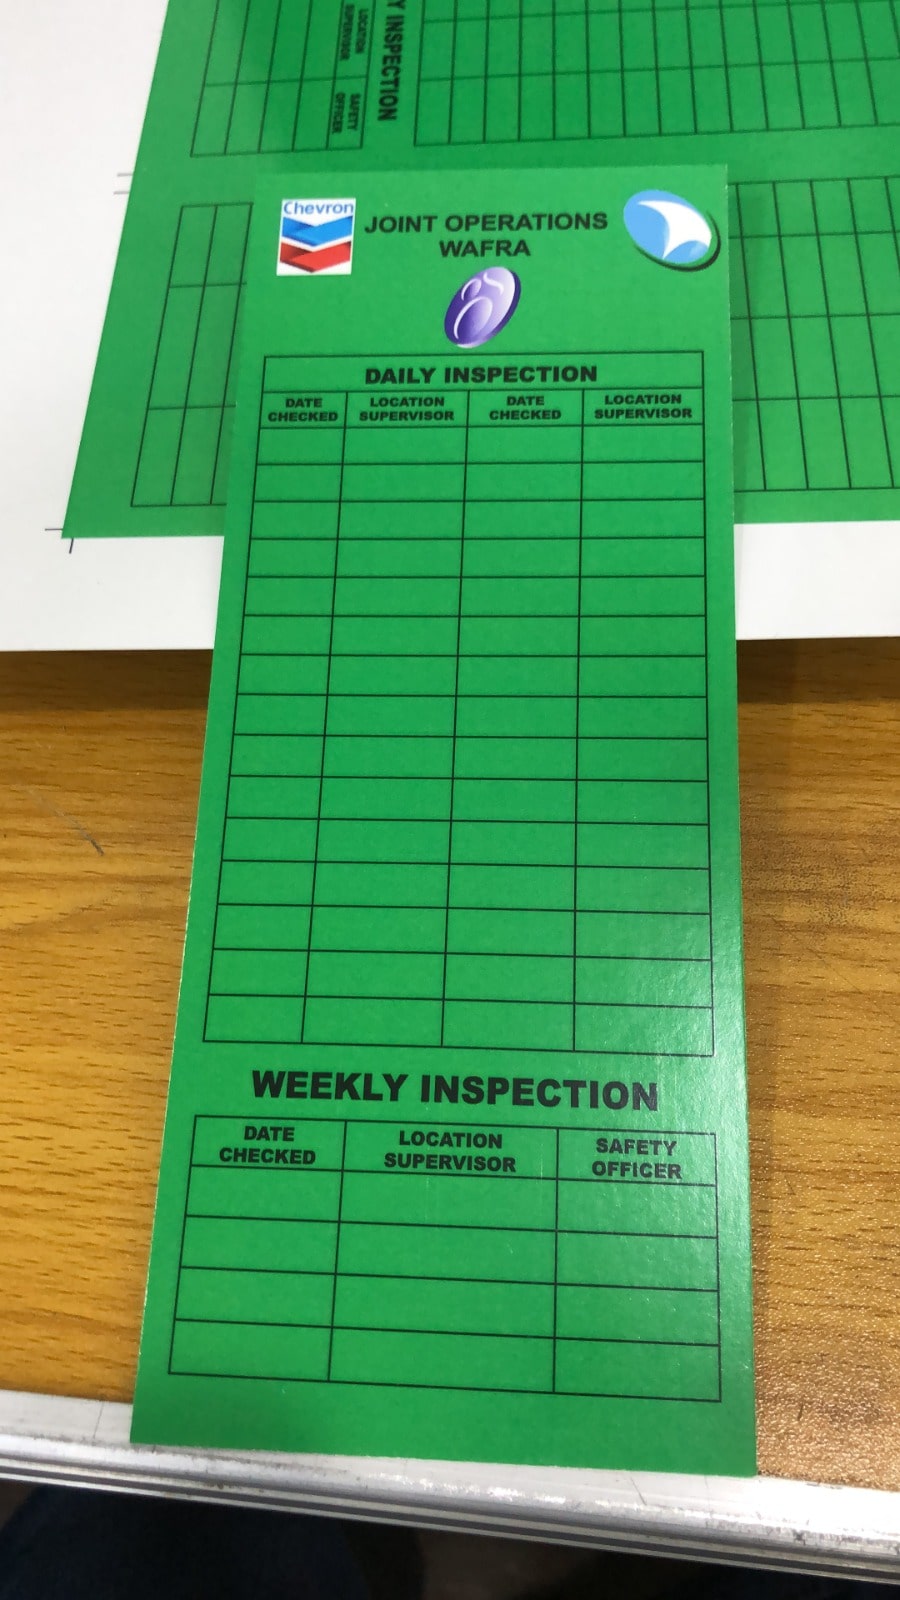 Y INSPECTION
LOCATION
SUPERVISOR
SAFETY
OFFICER
Chevron
JOINT OPERATIONS
WAFRA
DAILY INSPECTION
DATE CHECKED
LOCATION SUPERVISOR
DATE CHECKED
LOCATION SUPERVISOR
WEEKLY INSPECTION
DATE CHECKED
LOCATION SUPERVISOR
SAFETY OFFICER